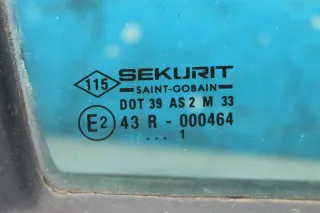 115 SEKURIT
SAINT-GOBAIN
DOT 39 AS2 M 33
E2 43 R - 000464
... 1